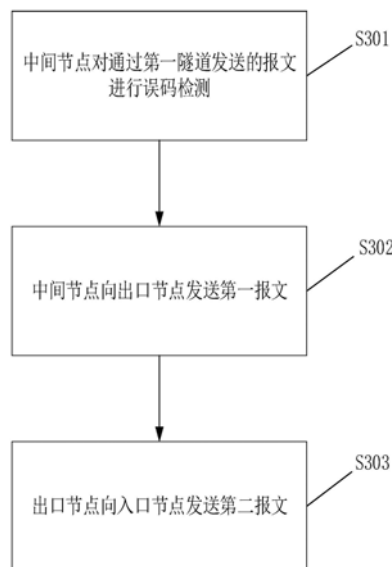 S301
中间节点对通过第一隧道发送的报文
进行误码检测
S302
中间节点向出口节点发送第一报文
S303
出口节点向入口节点发送第二报文